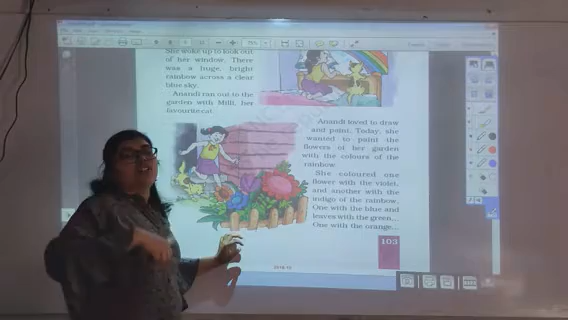 She woke up to look out
of her window. There
was a huge, bright
rainbow across a clear
blue sky.
Anandi ran out to the
garden with Milli, her
favourite cat.
Anandi loved to draw
and paint. Today, she
wanted to paint the
flowers of her garden
with the colours of the
rainbow.
She coloured one
flower with the violet,
and another with the
indigo of the rainbow.
One with the blue and
leaves with the green...
One with the orange...
103